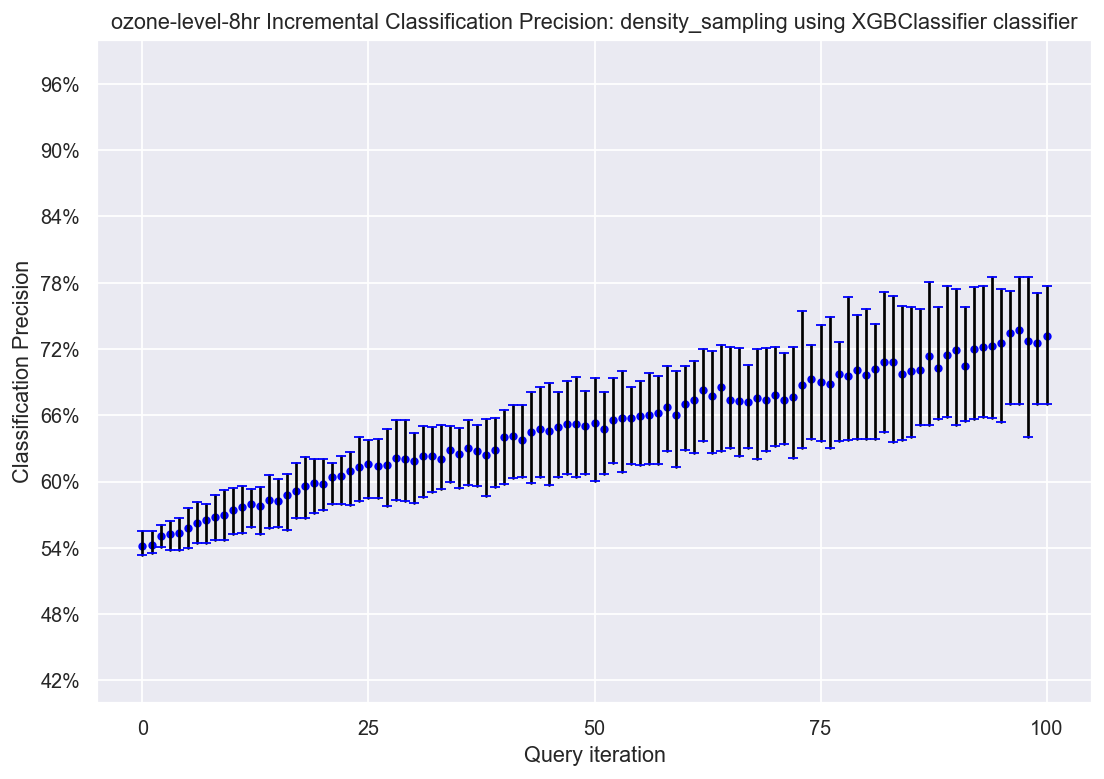 ozone-level-8hr Incremental Classification Precision: density_sampling using XGBClassifier classifier
96%
90%
84%
78%
72%
66%
60%
54%
48%
42%
Classification Precision
0 25 50 75 100
Query iteration